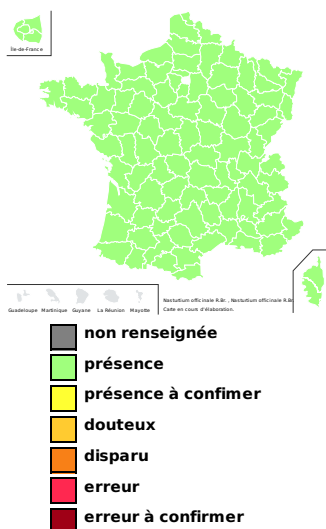 Île-de-France
Guadeloupe Martinique Guyane La Réunion Mayotte
Nasturtium officinale R.Br. , Nasturtium officinale R.Br.
Carte en cours d'élaboration.
non renseignée
présence
présence à confimer
douteux
disparu
erreur
erreur à confirmer